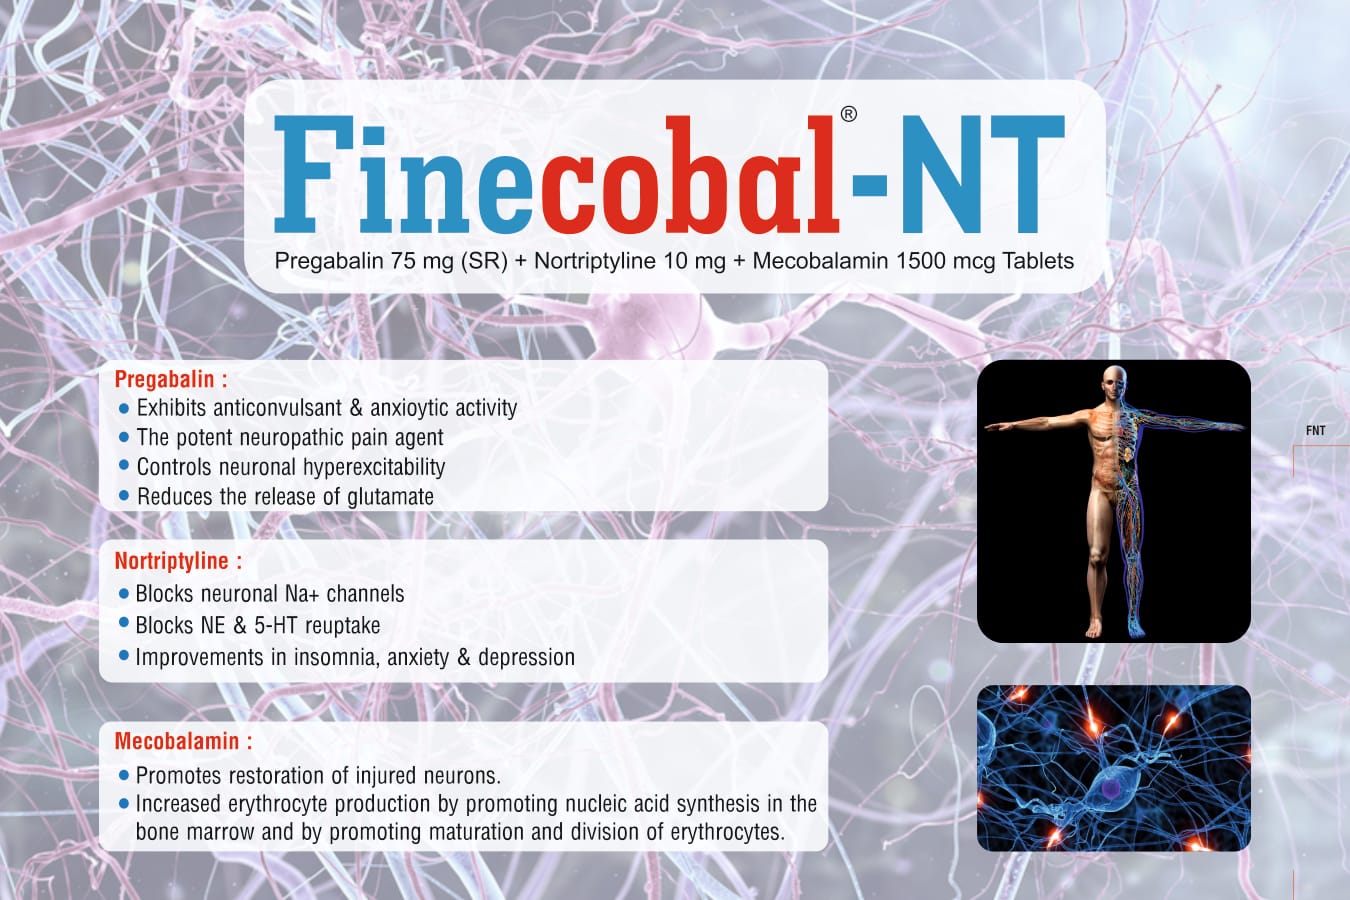 Finecobal®-NT
Pregabalin 75 mg (SR) + Nortriptyline 10 mg + Mecobalamin 1500 mcg Tablets
Pregabalin :
• Exhibits anticonvulsant & anxioytic activity
• The potent neuropathic pain agent
• Controls neuronal hyperexcitability
• Reduces the release of glutamate
FNT
Nortriptyline :
• Blocks neuronal Na+ channels
• Blocks NE & 5-HT reuptake
• Improvements in insomnia, anxiety & depression
Mecobalamin :
• Promotes restoration of injured neurons.
• Increased erythrocyte production by promoting nucleic acid synthesis in the
bone marrow and by promoting maturation and division of erythrocytes.